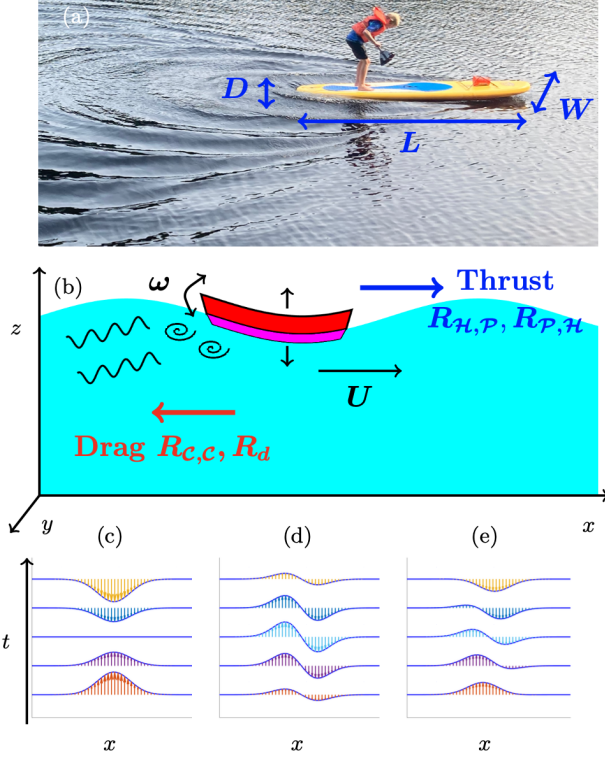 (a)
D
W
L
(b)
ω
Thrust
z
R_{H,P}, R_{P,H}
U
Drag R_{C,C}, R_d
y
x
(c)
(d)
(e)
t
x
x
x